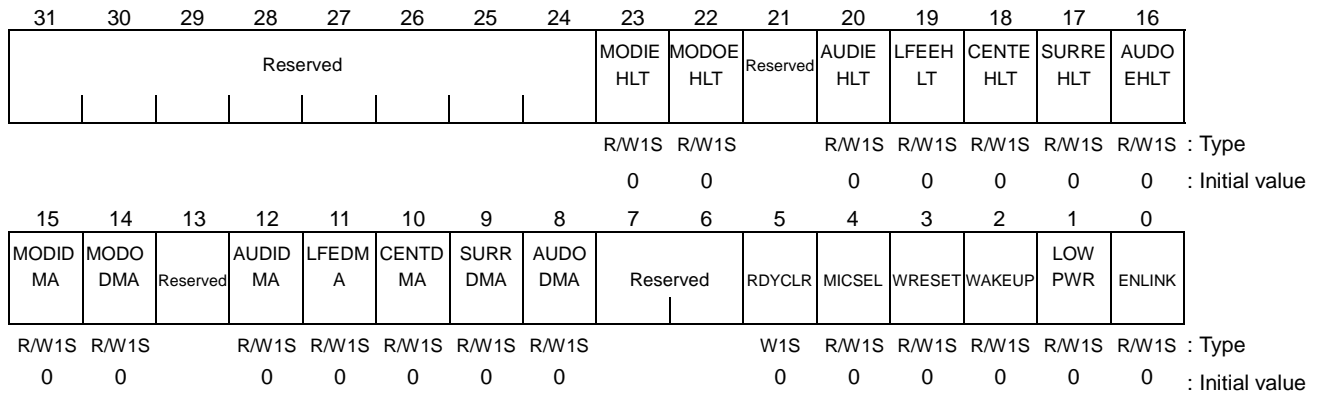 31 30 29 28 27 26 25 24 23 22 21 20 19 18 17 16
Reserved MODIE HLT MODOE HLT Reserved AUDIE HLT LFEEH LT CENTE HLT SURRE HLT AUDO EHLT
R/W1S R/W1S R/W1S R/W1S R/W1S R/W1S R/W1S : Type
0 0 0 0 0 0 0 : Initial value
15 14 13 12 11 10 9 8 7 6 5 4 3 2 1 0
MODID MA MODO DMA Reserved AUDID MA LFEDM A CENTD MA SURR DMA AUDO DMA Reserved RDYCLR MICSEL WRESET WAKEUP LOW PWR ENLINK
R/W1S R/W1S R/W1S R/W1S R/W1S R/W1S R/W1S W1S R/W1S R/W1S R/W1S R/W1S R/W1S : Type
0 0 0 0 0 0 0 0 0 0 0 0 0 : Initial value